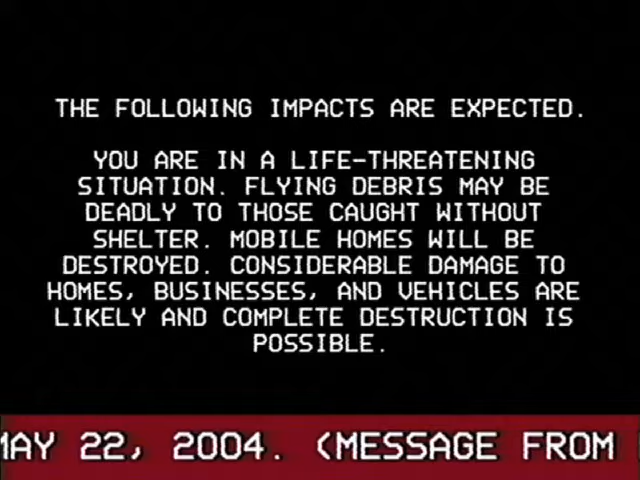 THE FOLLOWING IMPACTS ARE EXPECTED.
YOU ARE IN A LIFE-THREATENING
SITUATION. FLYING DEBRIS MAY BE
DEADLY TO THOSE CAUGHT WITHOUT
SHELTER. MOBILE HOMES WILL BE
DESTROYED. CONSIDERABLE DAMAGE TO
HOMES, BUSINESSES, AND VEHICLES ARE
LIKELY AND COMPLETE DESTRUCTION IS
POSSIBLE.
MAY 22, 2004. (MESSAGE FROM